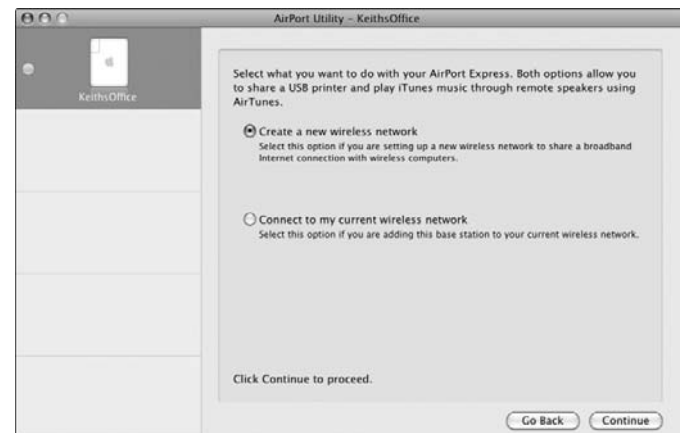 AirPort Utility – KeithsOffice
KeithsOffice
Select what you want to do with your AirPort Express. Both options allow you
to share a USB printer and play iTunes music through remote speakers using
AirTunes.
Create a new wireless network
Select this option if you are setting up a new wireless network to share a broadband
Internet connection with wireless computers.
Connect to my current wireless network
Select this option if you are adding this base station to your current wireless network.
Click Continue to proceed.
Go Back
Continue